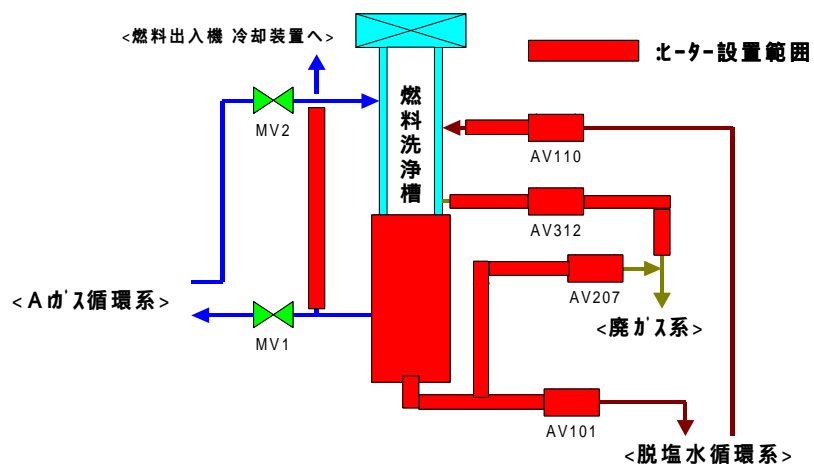 <燃料出入機 冷却装置へ>
ﾋｰﾀｰ設置範囲
燃料洗浄槽
MV2
AV110
AV312
<Aｶﾞｽ循環系>
AV207
MV1
<廃ｶﾞｽ系>
AV101
<脱塩水循環系>